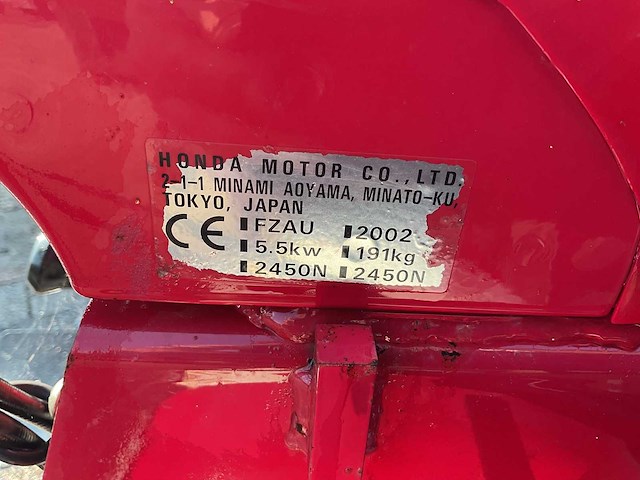 HONDA MOTOR CO., LTD.
2-1-1 MINAMI AOYAMA, MINATO-KU,
TOKYO, JAPAN
CE FZAU 2002
5.5kw 191kg
2450N 2450N